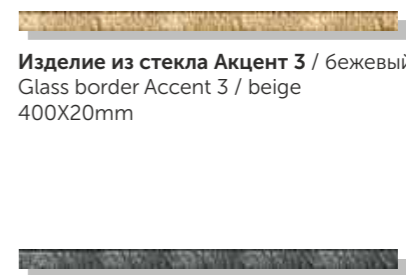 Изделие из стекла Акцент 3 / бежевый
Glass border Accent 3 / beige
400X20mm